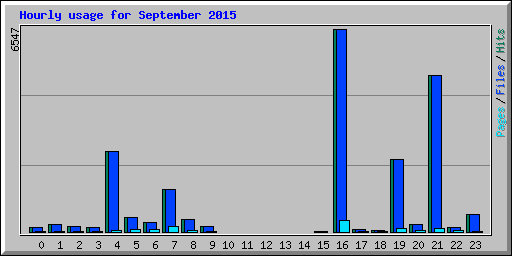 Hourly usage for September 2015
6547
Pages/Files/Hits
0 1 2 3 4 5 6 7 8 9 10 11 12 13 14 15 16 17 18 19 20 21 22 23